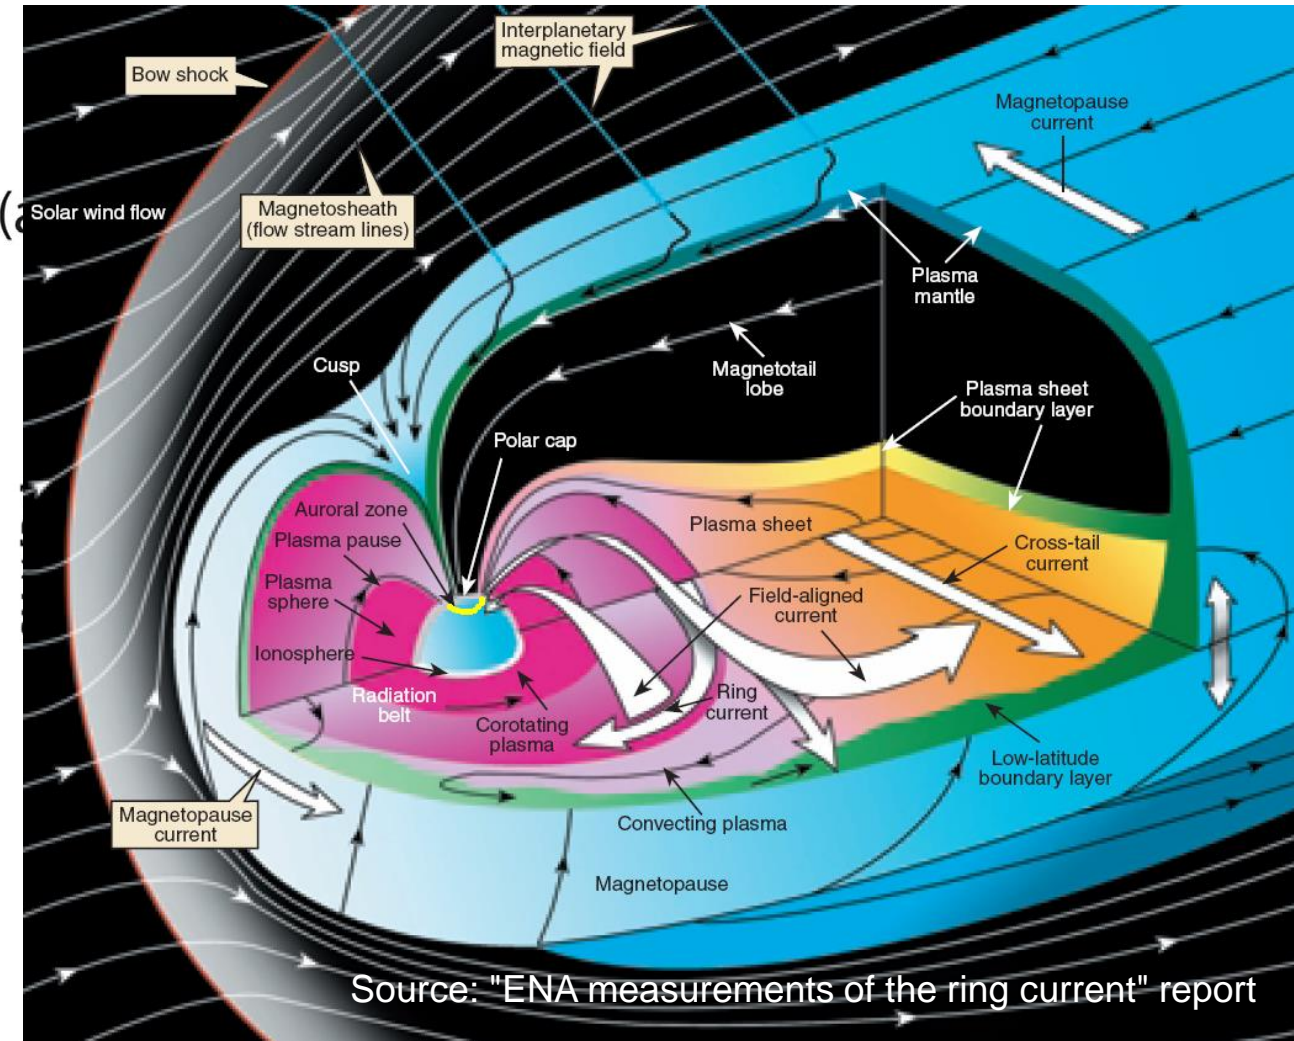 Interplanetary
magnetic field
Bow shock
Magnetopause
current
(a
Solar wind flow
Magnetosheath
(flow stream lines)
Plasma
mantle
Cusp
Magnetotail
lobe
Plasma sheet
boundary layer
Polar cap
Auroral zone
Plasma sheet
Plasma pause
Cross-tail
current
Plasma
sphere
Field-aligned
current
Ionosphere
Radiation
belt
Ring
current
Corotating
plasma
Low-latitude
boundary layer
Magnetopause
current
Convecting plasma
Magnetopause
Source: "ENA measurements of the ring current" report